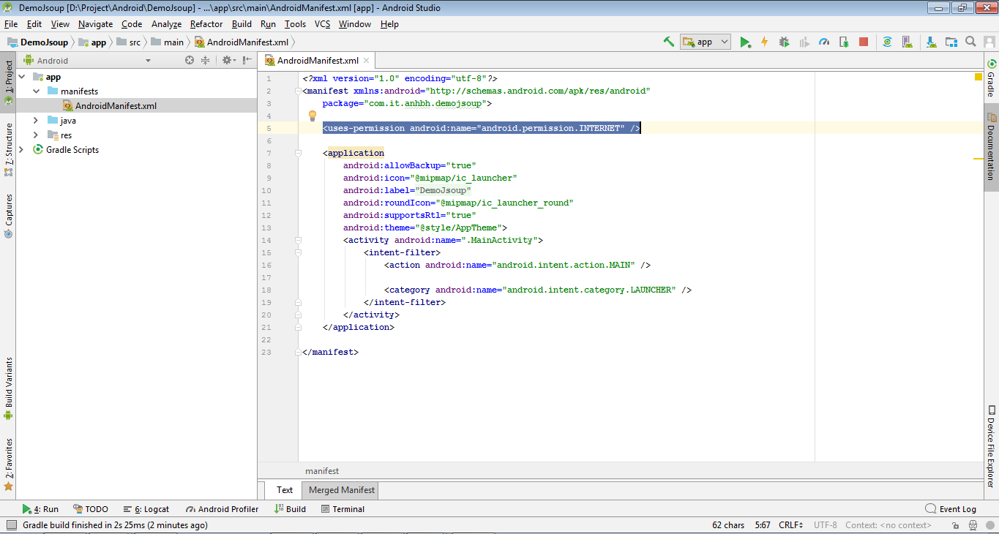 DemoJsoup [D:\Project\Android\DemoJsoup] - ...\app\src\main\AndroidManifest.xml [app] - Android Studio
File Edit View Navigate Code Analyze Refactor Build Run Tools VCS Window Help
DemoJsoup app src main AndroidManifest.xml app
1: Project
7: Structure
Captures
Build Variants
2: Favorites
Android
app
manifests
AndroidManifest.xml
java
res
Gradle Scripts
AndroidManifest.xml
1 <?xml version="1.0" encoding="utf-8"?>
2 <manifest xmlns:android="http://schemas.android.com/apk/res/android"
3 package="com.it.anhbh.demojsoup">
4
5 <uses-permission android:name="android.permission.INTERNET" />
6
7 <application
8 android:allowBackup="true"
9 android:icon="@mipmap/ic_launcher"
10 android:label="DemoJsoup"
11 android:roundIcon="@mipmap/ic_launcher_round"
12 android:supportsRtl="true"
13 android:theme="@style/AppTheme">
14 <activity android:name=".MainActivity">
15 <intent-filter>
16 <action android:name="android.intent.action.MAIN" />
17
18 <category android:name="android.intent.category.LAUNCHER" />
19 </intent-filter>
20 </activity>
21 </application>
22
23 </manifest>
manifest
Text Merged Manifest
Gradle
Documentation
Device File Explorer
4: Run TODO 6: Logcat Android Profiler Build Terminal Event Log
Gradle build finished in 2s 25ms (2 minutes ago) 62 chars 5:67 CRLF UTF-8 Context: <no context>